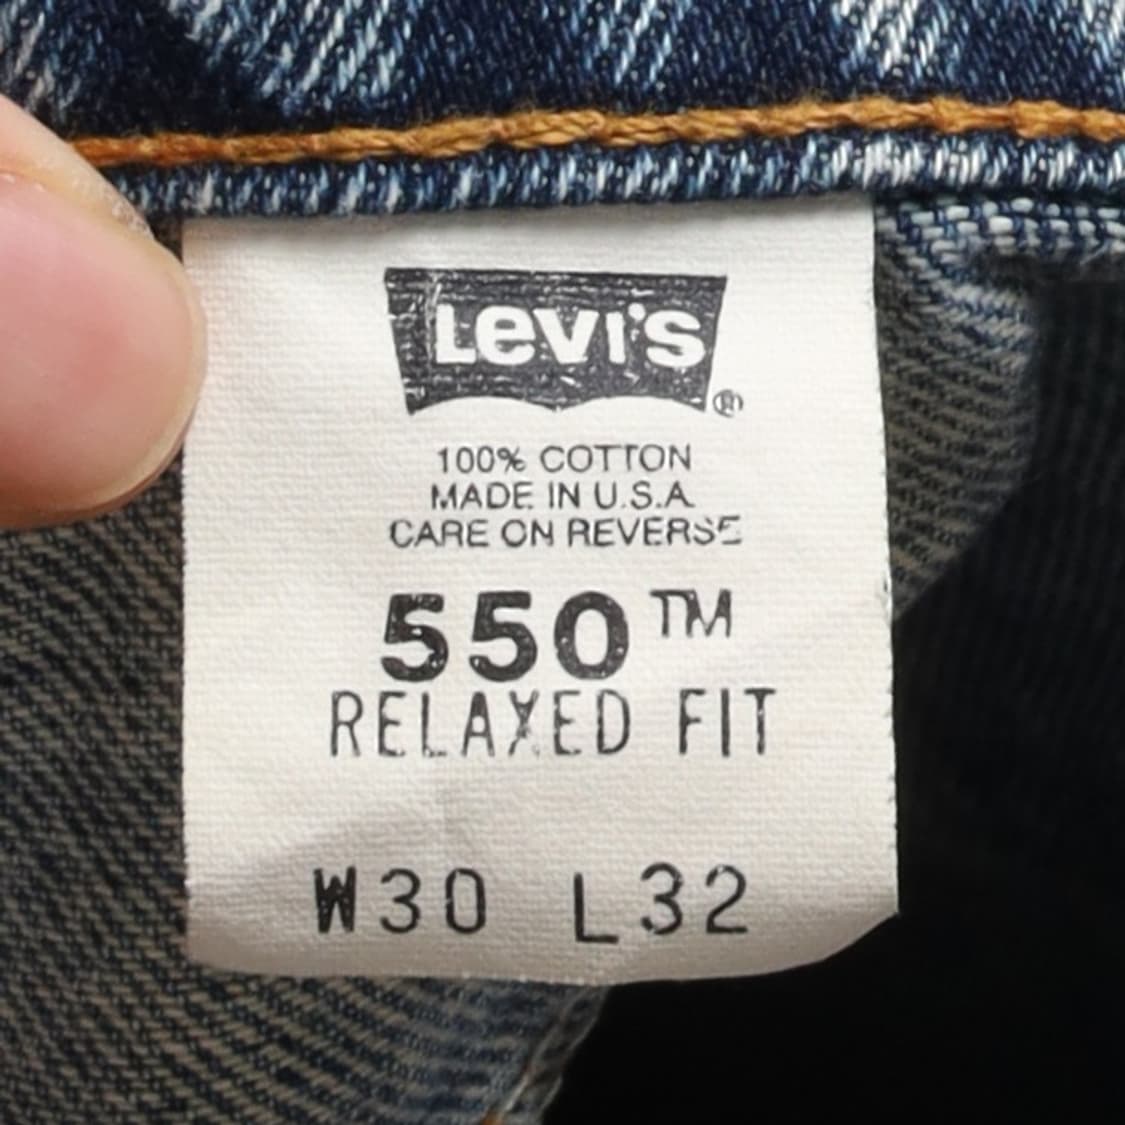 Levi's®
100% COTTON
MADE IN U.S.A.
CARE ON REVERSE
550™
RELAXED FIT
W30 L32